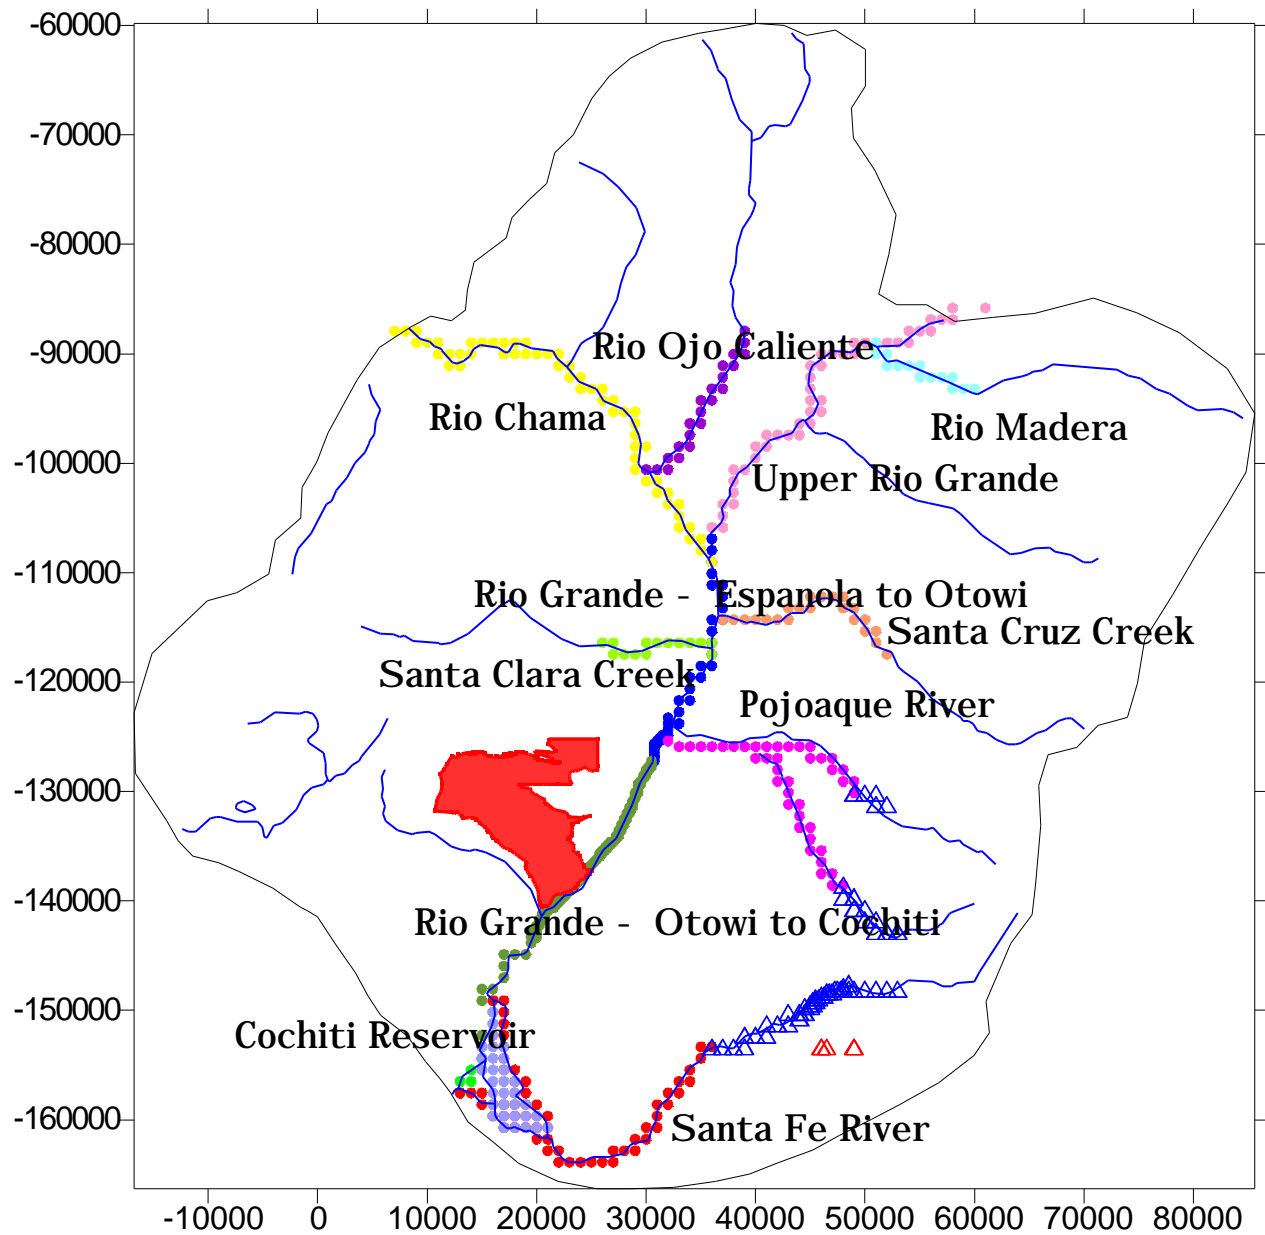 -60000
-70000
-80000
-90000
-100000
-110000
-120000
-130000
-140000
-150000
-160000
Rio Ojo Caliente
Rio Chama
Rio Madera
Upper Rio Grande
Rio Grande - Espanola to Otowi
Santa Cruz Creek
Santa Clara Creek
Pojoaque River
Rio Grande - Otowi to Cochiti
Cochiti Reservoir
Santa Fe River
-10000 0 10000 20000 30000 40000 50000 60000 70000 80000